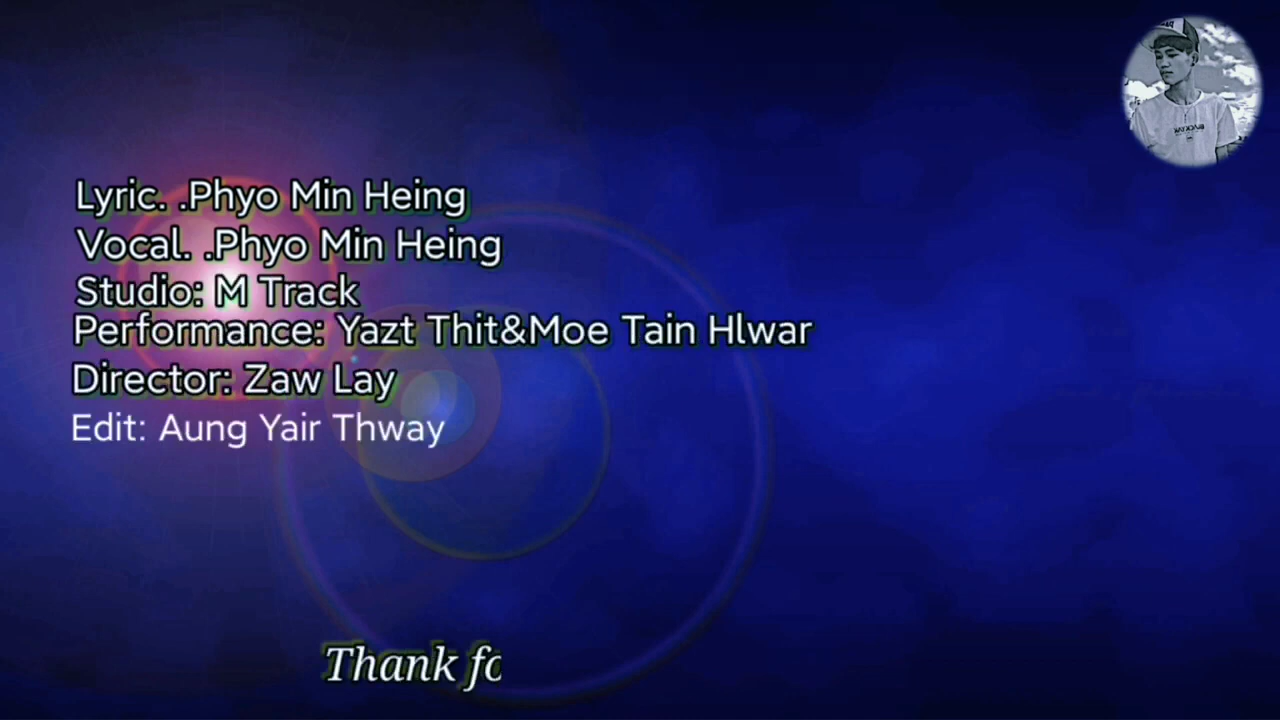 Lyric. .Phyo Min Heing
Vocal. .Phyo Min Heing
Studio: M Track
Performance: Yazt Thit&Moe Tain Hlwar
Director: Zaw Lay
Edit: Aung Yair Thway
Thank fo